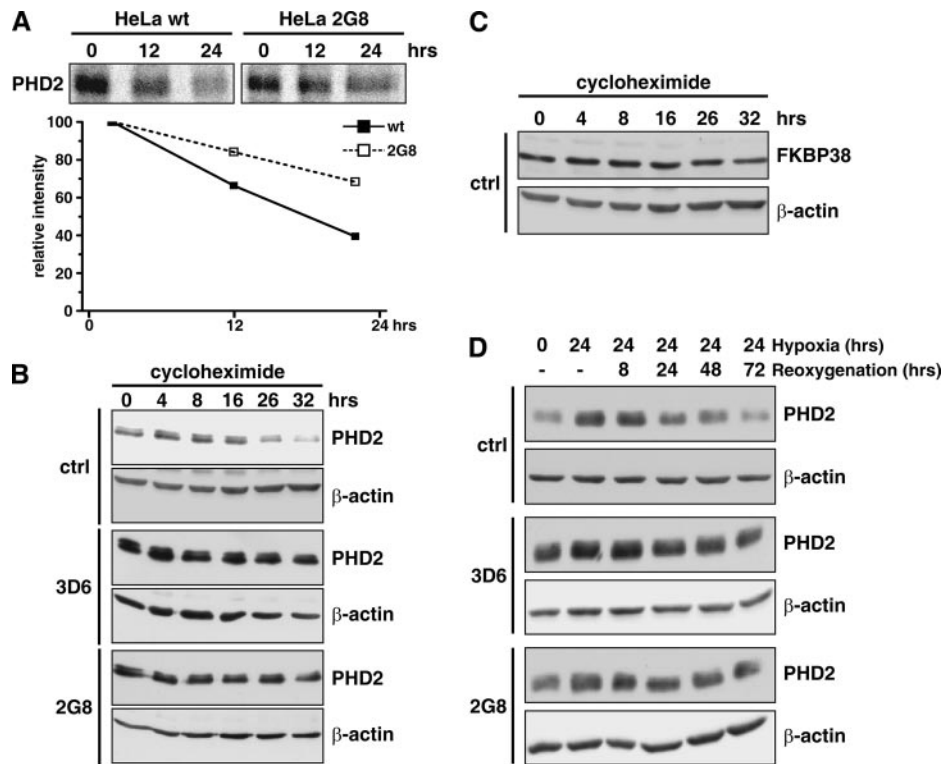 A
HeLa wt HeLa 2G8
0 12 24 0 12 24 hrs
PHD2
100
80
60
40
20
0
relative intensity
wt
2G8
0 12 24 hrs
B
cycloheximide
0 4 8 16 26 32 hrs
ctrl
PHD2
β-actin
3D6
PHD2
β-actin
2G8
PHD2
β-actin
C
cycloheximide
0 4 8 16 26 32 hrs
ctrl
FKBP38
β-actin
D
0 24 24 24 24 24 Hypoxia (hrs)
- - 8 24 48 72 Reoxygenation (hrs)
ctrl
PHD2
β-actin
3D6
PHD2
β-actin
2G8
PHD2
β-actin